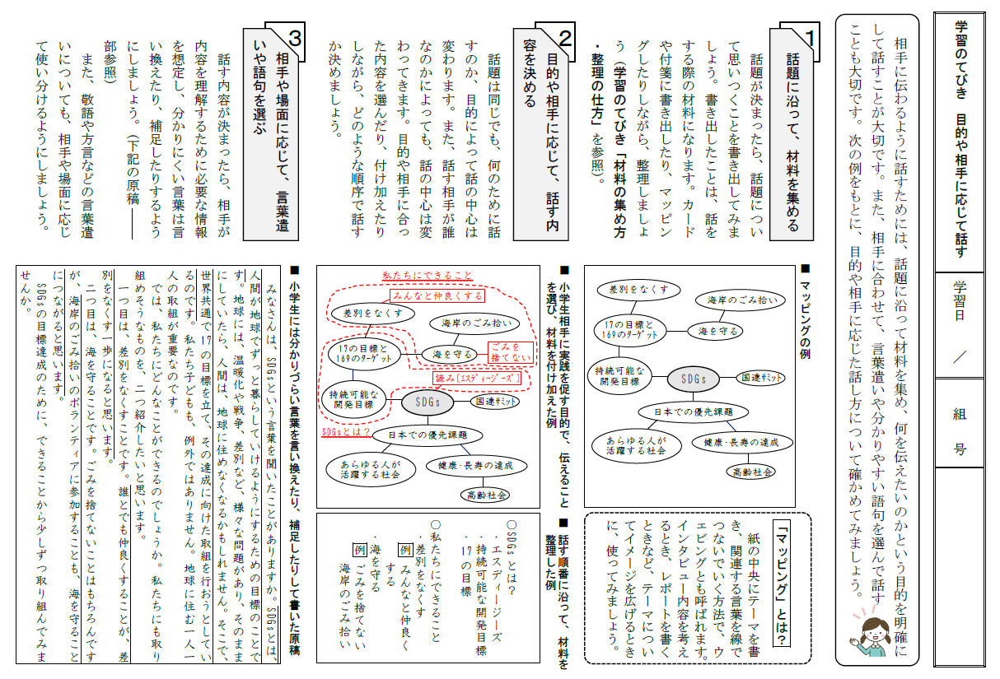 学習のてびき　目的や相手に応じて話す
学習日
／
組
号
相手に伝わるように話すためには、話題に沿って材料を集め、何を伝えたいのかという目的を明確に
して話すことが大切です。また、相手に合わせて、言葉遣いや分かりやすい語句を選んで話す
ことも大切です。次の例をもとに、目的や相手に応じた話し方について確かめてみましょう。
1
話題に沿って、材料を集める
話題が決まったら、話題につい
て思いつくことを書き出してみま
しょう。書き出したことは、話を
する際の材料になります。カード
や付箋に書き出したり、マッピン
グしたりしながら、整理しましょ
う（学習のてびき「材料の集め方
・整理の仕方」を参照）。
2
目的や相手に応じて、話す内
容を決める
話題は同じでも、何のために話
すのか、目的によって話の中心は
変わります。また、話す相手が誰
なのかによっても、話の中心は変
わってきます。目的や相手に合っ
た内容を選んだり、付け加えたり
しながら、どのような順序で話す
か決めましょう。
3
相手や場面に応じて、言葉遣
いや語句を選ぶ
話す内容が決まったら、相手が
内容を理解するために必要な情報
を想定し、分かりにくい言葉は言
い換えたり、補足したりするよう
にしましょう。（下記の原稿――
部参照）
また、敬語や方言などの言葉遣
いについても、相手や場面に応じ
て使い分けるようにしましょう。
■ マッピングの例
差別をなくす
海岸のごみ拾い
17の目標と
169のターゲット
海を守る
持続可能な
開発目標
SDGs
国連サミット
日本での優先課題
あらゆる人が
活躍する社会
健康・長寿の達成
高齢社会
「マッピング」とは？
紙の中央にテーマを書
き、関連する言葉を線で
つないでいく方法で、ウ
ェビングとも呼ばれます。
インタビュー内容を考え
るとき、レポートを書く
ときなど、テーマについ
てイメージを広げるとき
に、使ってみましょう。
■ 小学生相手に実践を促す目的で、伝えること
を選び、材料を付け加えた例
私たちにできること
みんなと仲良くする
差別をなくす
海岸のごみ拾い
17の目標と
169のターゲット
海を守る
ごみを
捨てない
読み[エスディージーズ]
持続可能な
開発目標
SDGs
国連サミット
SDGsとは？
日本での優先課題
あらゆる人が
活躍する社会
健康・長寿の達成
高齢社会
■ 話す順番に沿って、材料を
整理した例
○SDGsとは？
・エスディージーズ
・持続可能な開発目標
・17の目標
○私たちにできること
・差別をなくす
例 みんなと仲良く
する
・海を守る
例 ごみを捨てない
海岸のごみ拾い
■ 小学生には分かりづらい言葉を言い換えたり、補足したりして書いた原稿
みなさんは、SDGsという言葉を聞いたことがありますか。SDGsとは、
人間が地球でずっと暮らしていけるようにするための目標のことで
す。地球には、温暖化や戦争、差別など、様々な問題があり、そのまま
にしていたら、人間は、地球に住めなくなるかもしれません。そこで、
世界共通で17の目標を立て、その達成に向けた取組を行おうとしてい
るのです。私たち子どもも、例外ではありません。地球に住む一人一
人の取組が重要なのです。
では、私たちにどんなことができるのでしょうか。私たちにも取り
組めそうなものを、二つ紹介したいと思います。
一つ目は、差別をなくすことです。誰とでも仲良くすることが、差
別をなくす一歩になると思います。
二つ目は、海を守ることです。ごみを捨てないことはもちろんです
が、海岸のごみ拾いのボランティアに参加することも、海を守ること
につながると思います。
SDGsの目標達成のために、できることから少しずつ取り組んでみま
せんか。